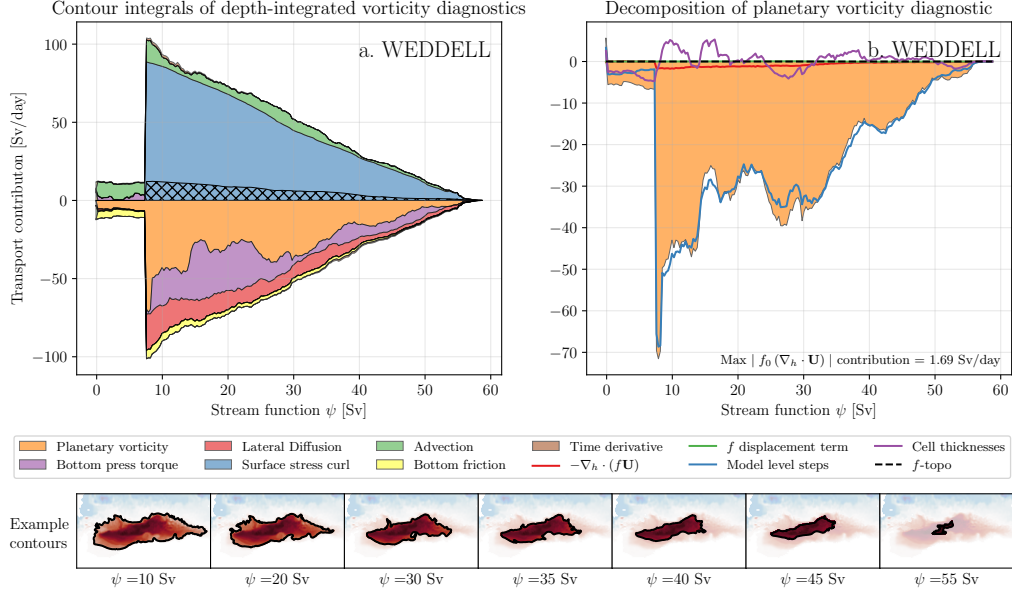 Contour integrals of depth-integrated vorticity diagnostics
Decomposition of planetary vorticity diagnostic
a. WEDDELL
b. WEDDELL
Transport contributon [Sv/day]
100
50
0
−50
−100
0
−10
−20
−30
−40
−50
−60
−70
Max | f₀ (∇ₕ · U) | contribution = 1.69 Sv/day
0 10 20 30 40 50 60
0 10 20 30 40 50 60
Stream function ψ [Sv]
Stream function ψ [Sv]
Planetary vorticity
Lateral Diffusion
Advection
Time derivative
f displacement term
Cell thicknesses
Bottom press torque
Surface stress curl
Bottom friction
−∇ₕ · (fU)
Model level steps
f-topo
Example
contours
ψ =10 Sv
ψ =20 Sv
ψ =30 Sv
ψ =35 Sv
ψ =40 Sv
ψ =45 Sv
ψ =55 Sv